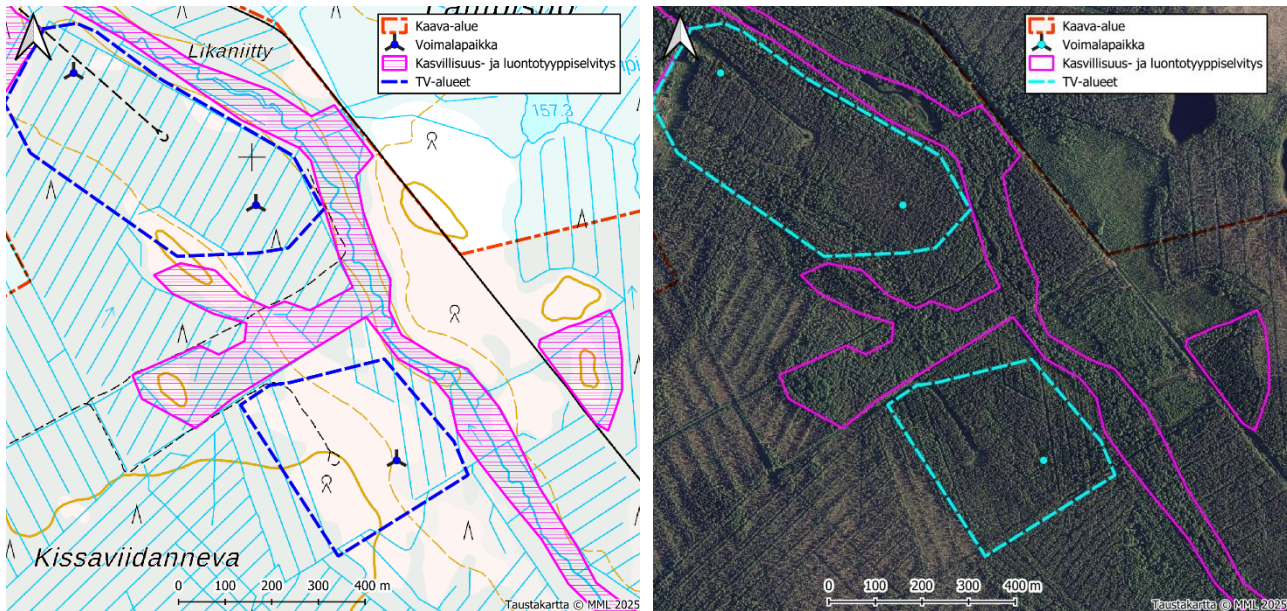 Kaava-alue
Voimalapaikka
Kasvillisuus- ja luontotyyppiselvitys
TV-alueet
Likaniitty
157.3
Kissaviidanneva
0 100 200 300 400 m
Taustakartta © MML 2025
Kaava-alue
Voimalapaikka
Kasvillisuus- ja luontotyyppiselvitys
TV-alueet
0 100 200 300 400 m
Taustakartta © MML 202